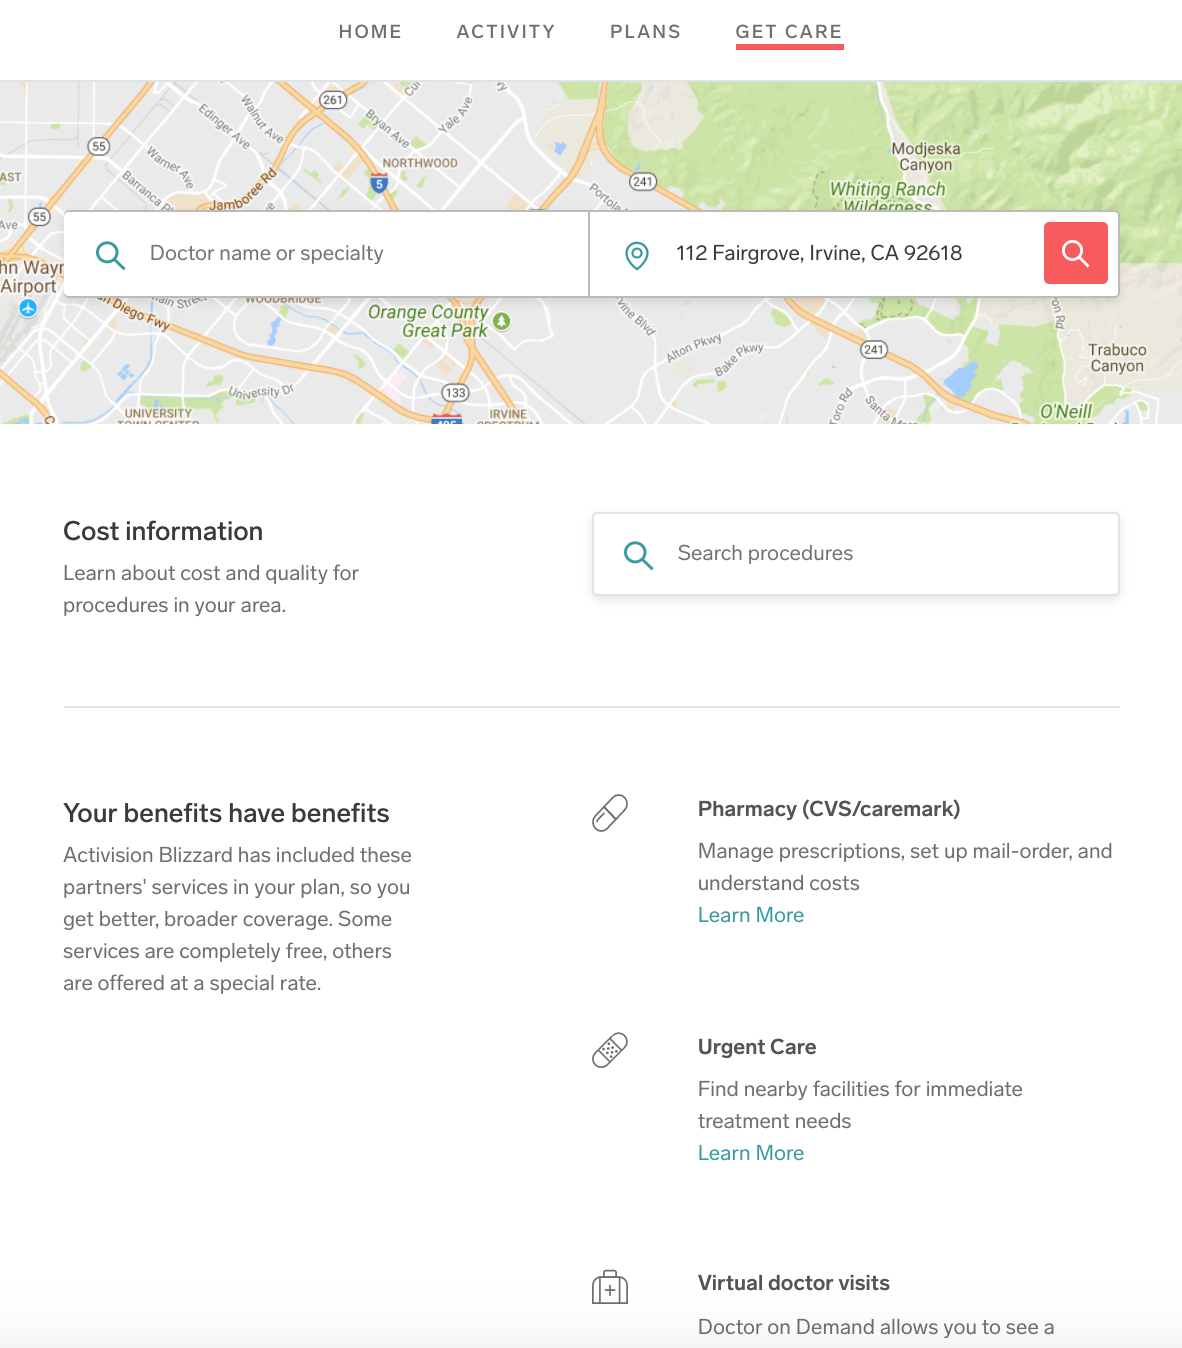 HOME ACTIVITY PLANS GET CARE
261
Cu
Yale Ave
Walnut Ave
Edinger Ave
Bryan Ave
55
NORTHWOOD
Modjeska
Canyon
Warner Ave
5
241
AST
Barranca P
Jamboree Rd
Portola
Whiting Ranch
Wilderness
55
Ave
Doctor name or specialty
112 Fairgrove, Irvine, CA 92618
hn Wayn
Airport
Main Street
WOODBRIDGE
n Diego Fwy
Orange County
Great Park
vine Blvd
on Rd
Alton Pkwy
Bake Pkwy
241
Trabuco
Canyon
University Dr
133
Toro Rd
Santa Ma
UNIVERSITY
TOWN CENTER
405
IRVINE
SPECTRUM
O'Neill
Cost information
Learn about cost and quality for
procedures in your area.
Search procedures
Your benefits have benefits
Activision Blizzard has included these
partners' services in your plan, so you
get better, broader coverage. Some
services are completely free, others
are offered at a special rate.
Pharmacy (CVS/caremark)
Manage prescriptions, set up mail-order, and
understand costs
Learn More
Urgent Care
Find nearby facilities for immediate
treatment needs
Learn More
Virtual doctor visits
Doctor on Demand allows you to see a